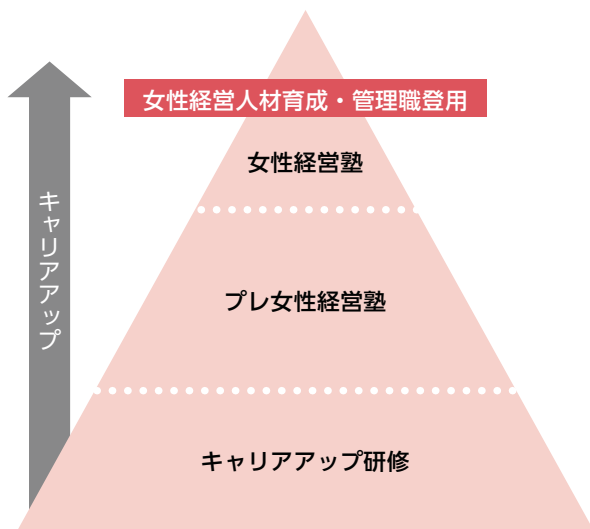 女性経営人材育成・管理職登用
女性経営塾
プレ女性経営塾
キャリアアップ研修
キャリアアップ